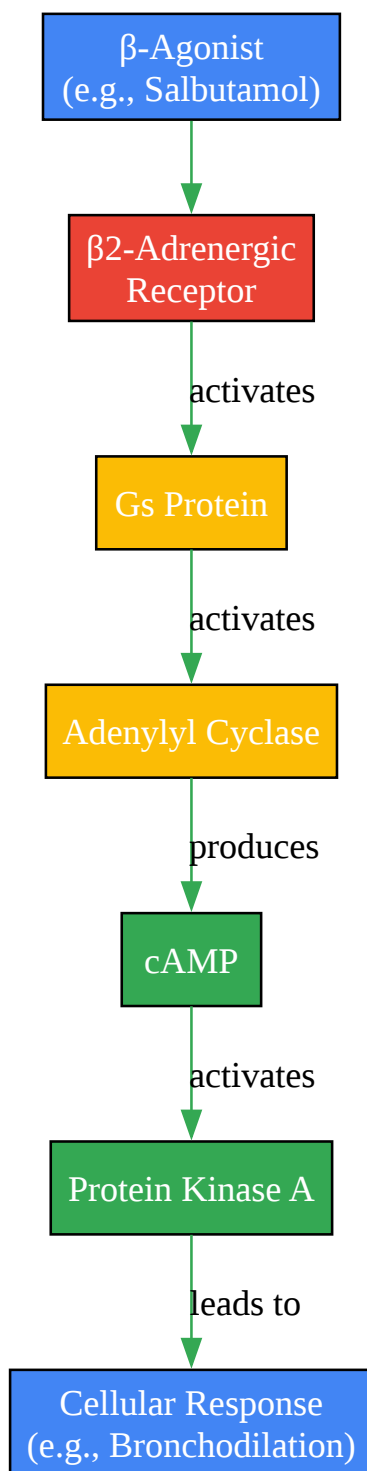 β-Agonist
(e.g., Salbutamol)
β2-Adrenergic
Receptor
activates
Gs Protein
activates
Adenylyl Cyclase
produces
cAMP
activates
Protein Kinase A
leads to
Cellular Response
(e.g., Bronchodilation)